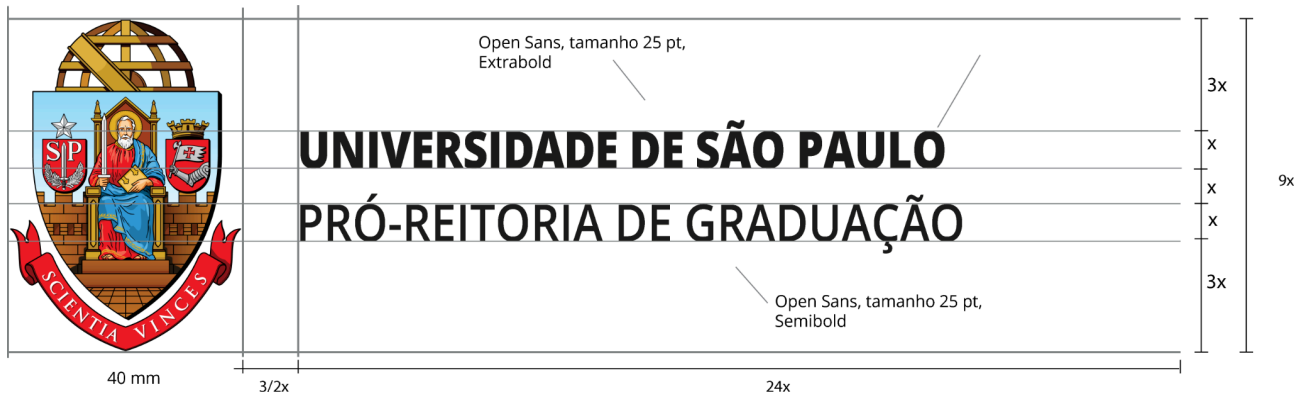 Open Sans, tamanho 25 pt,
Extrabold
3x
UNIVERSIDADE DE SÃO PAULO
x
SP
x
9x
PRÓ-REITORIA DE GRADUAÇÃO
x
SCIENTIA VINCES
3x
Open Sans, tamanho 25 pt,
Semibold
40 mm
3/2x
24x